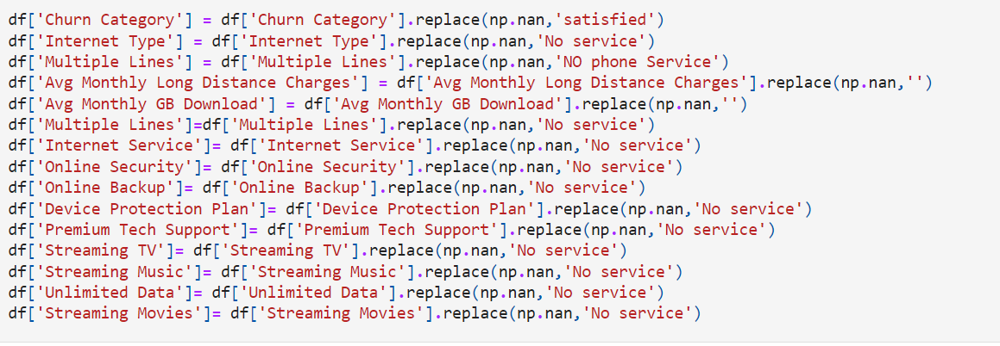 df['Churn Category'] = df['Churn Category'].replace(np.nan,'satisfied')
df['Internet Type'] = df['Internet Type'].replace(np.nan,'No service')
df['Multiple Lines'] = df['Multiple Lines'].replace(np.nan,'NO phone Service')
df['Avg Monthly Long Distance Charges'] = df['Avg Monthly Long Distance Charges'].replace(np.nan,'')
df['Avg Monthly GB Download'] = df['Avg Monthly GB Download'].replace(np.nan,'')
df['Multiple Lines']=df['Multiple Lines'].replace(np.nan,'No service')
df['Internet Service']= df['Internet Service'].replace(np.nan,'No service')
df['Online Security']= df['Online Security'].replace(np.nan,'No service')
df['Online Backup']= df['Online Backup'].replace(np.nan,'No service')
df['Device Protection Plan']= df['Device Protection Plan'].replace(np.nan,'No service')
df['Premium Tech Support']= df['Premium Tech Support'].replace(np.nan,'No service')
df['Streaming TV']= df['Streaming TV'].replace(np.nan,'No service')
df['Streaming Music']= df['Streaming Music'].replace(np.nan,'No service')
df['Unlimited Data']= df['Unlimited Data'].replace(np.nan,'No service')
df['Streaming Movies']= df['Streaming Movies'].replace(np.nan,'No service')